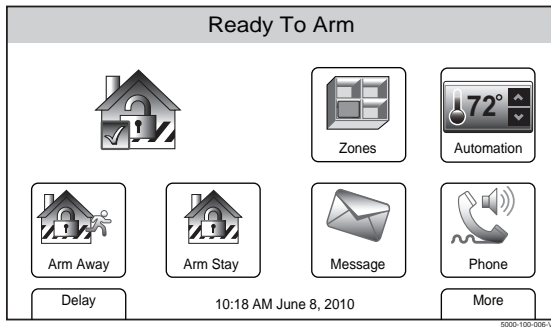 Ready To Arm
72°
Zones
Automation
Arm Away
Arm Stay
Message
Phone
Delay
10:18 AM June 8, 2010
More
5000-100-006-V